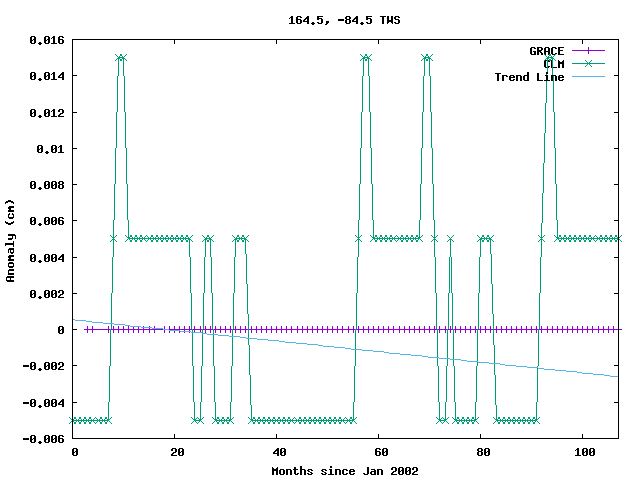 164.5, -84.5 TWS
0.016
0.014
0.012
0.01
0.008
0.006
0.004
0.002
0
-0.002
-0.004
-0.006
Anomaly (cm)
GRACE
CLM
Trend Line
0 20 40 60 80 100
Months since Jan 2002